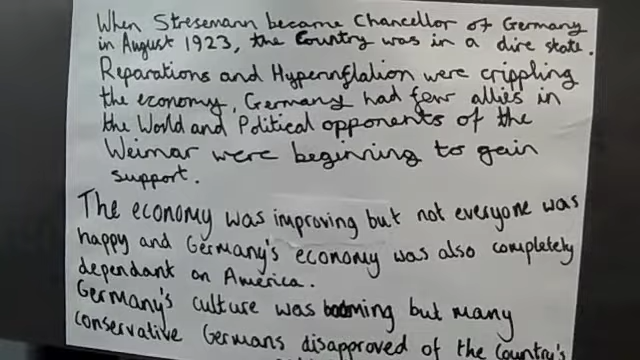 When Stresemann became Chancellor of Germany
in August 1923, the Country was in a dire state.
Reparations and Hyperinflation were crippling
the economy, Germany had few allies in
the World and Political opponents of the
Weimar were beginning to gain
support.
The economy was improving but not everyone was
happy and Germany's economy was also completely
dependant on America.
Germany's culture was booming but many
conservative Germans disapproved of the Country's